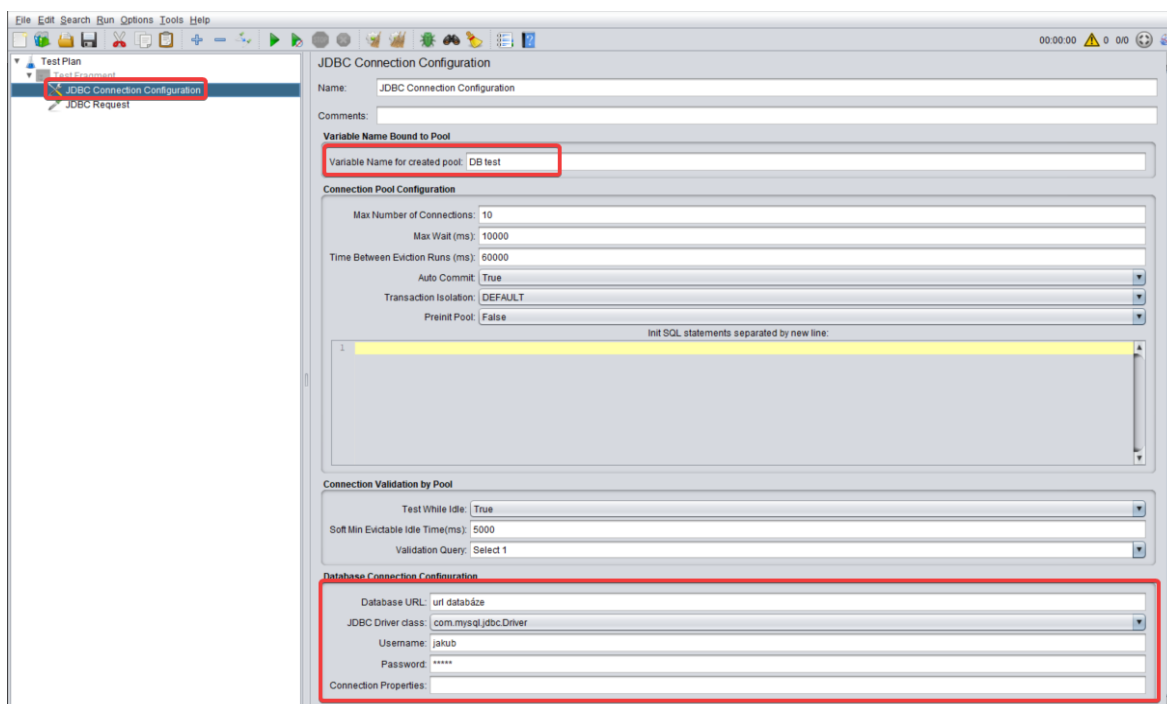 File Edit Search Run Options Tools Help
00:00:00 0 0/0
Test Plan
Test Fragment
JDBC Connection Configuration
JDBC Request
JDBC Connection Configuration
Name: JDBC Connection Configuration
Comments:
Variable Name Bound to Pool
Variable Name for created pool: DB test
Connection Pool Configuration
Max Number of Connections: 10
Max Wait (ms): 10000
Time Between Eviction Runs (ms): 60000
Auto Commit: True
Transaction Isolation: DEFAULT
Preinit Pool: False
Init SQL statements separated by new line:
1
Connection Validation by Pool
Test While Idle: True
Soft Min Evictable Idle Time(ms): 5000
Validation Query: Select 1
Database Connection Configuration
Database URL: url databáze
JDBC Driver class: com.mysql.jdbc.Driver
Username: jakub
Password: *****
Connection Properties: